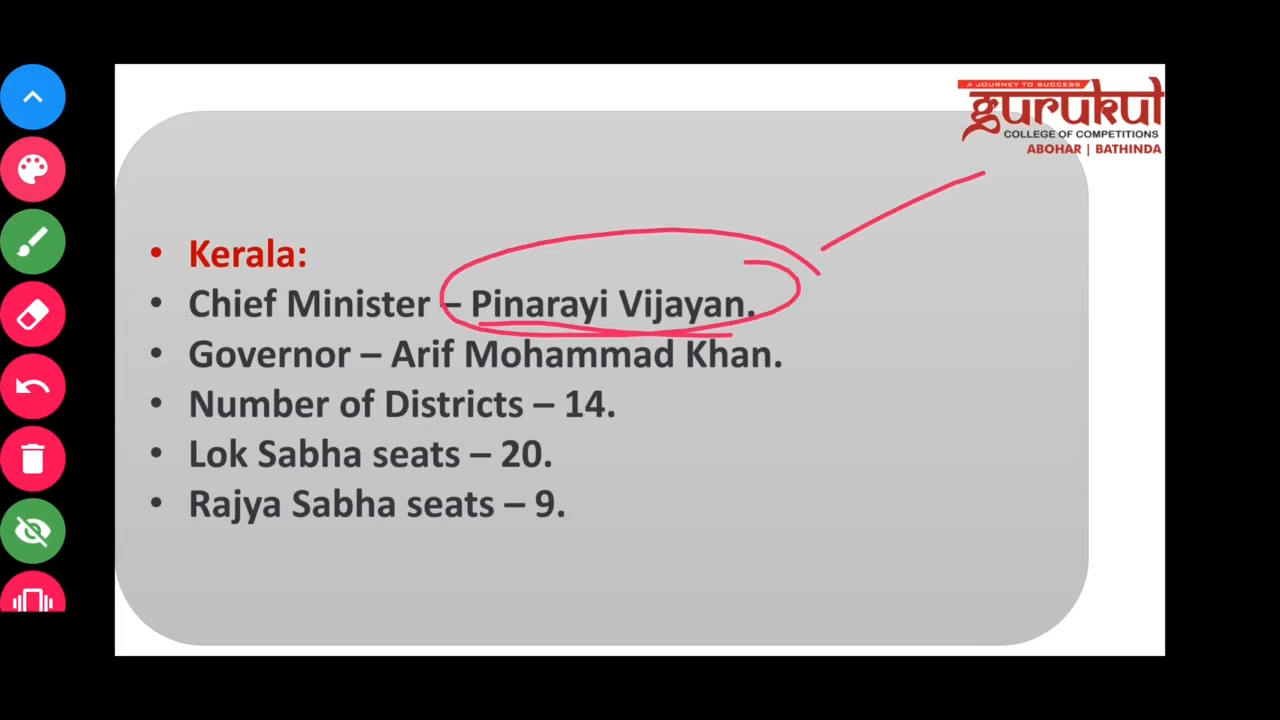 A JOURNEY TO SUCCESS
gurukul
COLLEGE OF COMPETITIONS
ABOHAR | BATHINDA
• Kerala:
• Chief Minister – Pinarayi Vijayan.
• Governor – Arif Mohammad Khan.
• Number of Districts – 14.
• Lok Sabha seats – 20.
• Rajya Sabha seats – 9.